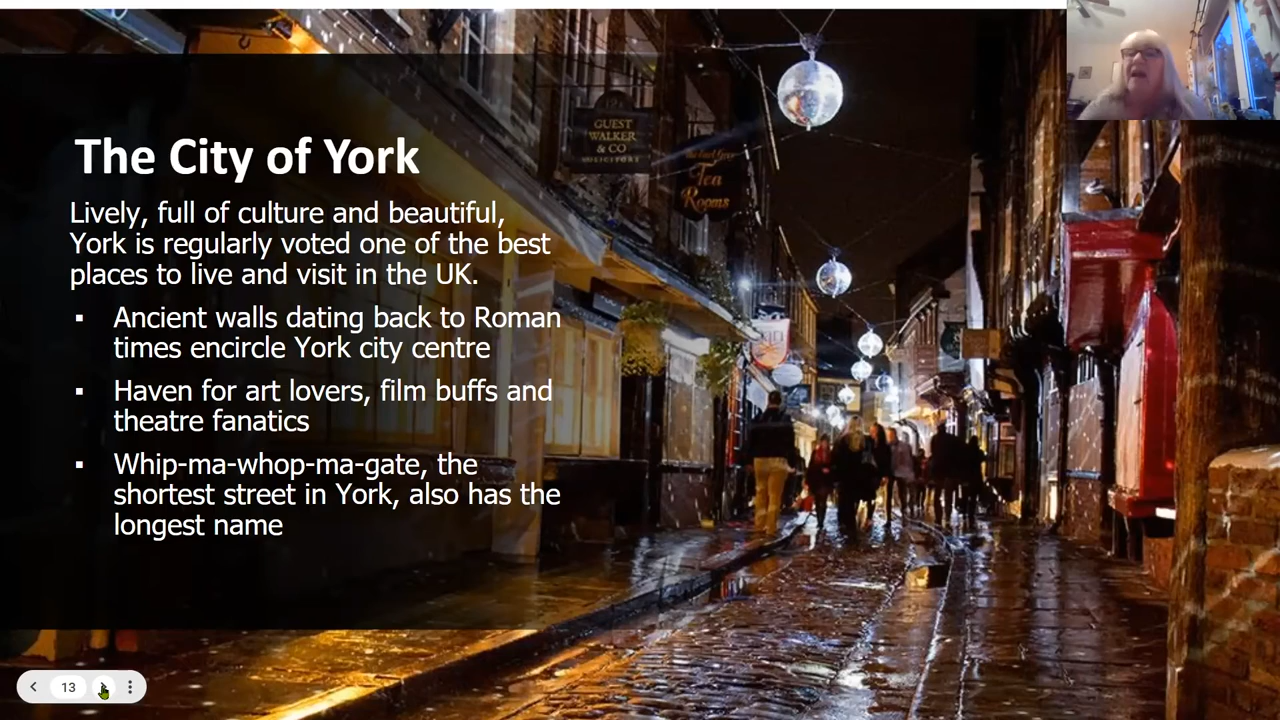 The City of York
Lively, full of culture and beautiful,
York is regularly voted one of the best
places to live and visit in the UK.
▪ Ancient walls dating back to Roman
times encircle York city centre
▪ Haven for art lovers, film buffs and
theatre fanatics
▪ Whip-ma-whop-ma-gate, the
shortest street in York, also has the
longest name
GUEST
WALKER
& CO
SOLICITORS
Tea
Rooms
13